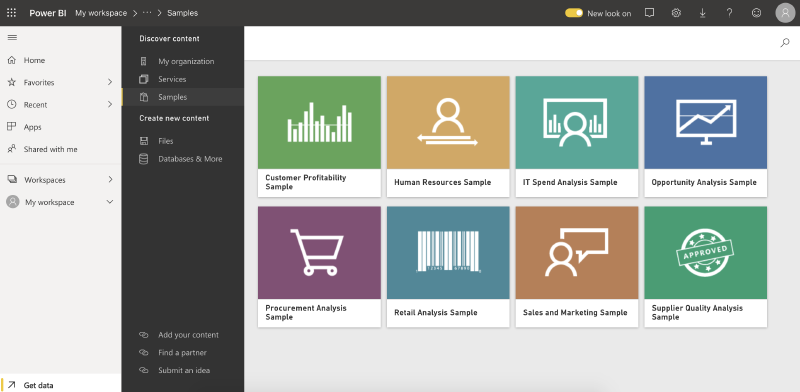 Power BI My workspace > ··· > Samples
New look on
Home
Favorites
Recent
Apps
Shared with me
Workspaces
My workspace
Get data
Discover content
My organization
Services
Samples
Create new content
Files
Databases & More
Add your content
Find a partner
Submit an idea
Customer Profitability
Sample
Human Resources Sample
IT Spend Analysis Sample
Opportunity Analysis Sample
Procurement Analysis
Sample
Retail Analysis Sample
Sales and Marketing Sample
APPROVED
Supplier Quality Analysis
Sample